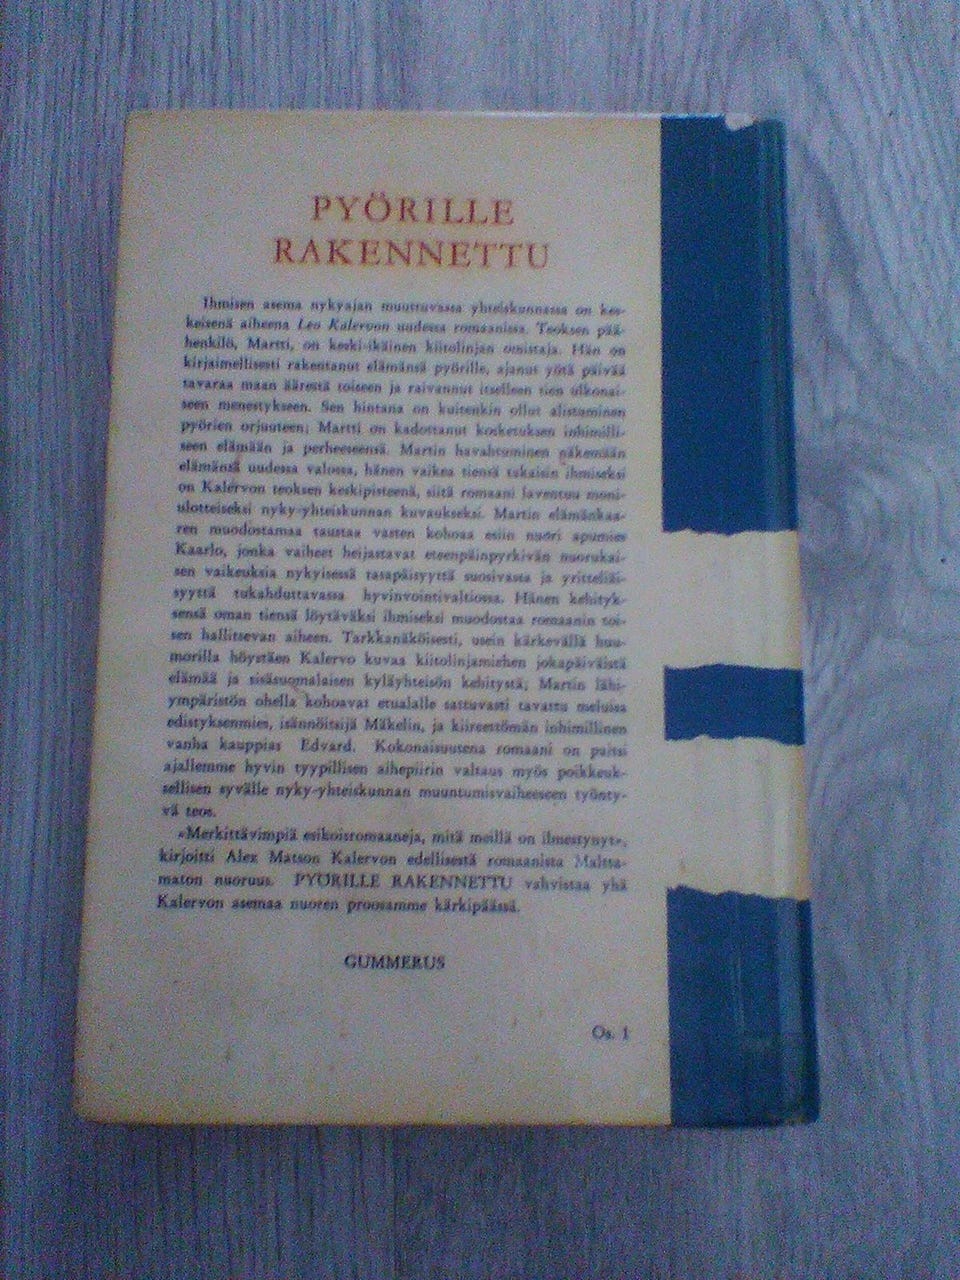 PYÖRILLE
RAKENNETTU
Ihmisen asema nykyajan muuttuvassa yhteiskunnassa on kes-
keisenä aiheena Leo Kalervon uudessa romaanissa. Teoksen pää-
henkilö, Martti, on keski-ikäinen kiitolinjan omistaja. Hän on
kirjaimellisesti rakentanut elämänsä pyörille, ajanut yötä päivää
tavaraa maan äärestä toiseen ja raivannut itselleen tien ulkonai-
seen menestykseen. Sen hintana on kuitenkin ollut alistuminen
pyörien orjuuteen; Martti on kadottanut kosketuksen inhimilli-
seen elämään ja perheeseensä. Martin havahtuminen näkemään
elämänsä uudessa valossa, hänen vaikea tiensä takaisin ihmiseksi
on Kalervon teoksen keskipisteenä, siitä romaani laventuu moni-
ulotteiseksi nyky-yhteiskunnan kuvaukseksi. Martin elämänkaa-
ren muodostamaa taustaa vasten kohoaa esiin nuori apumies
Kaarlo, jonka vaiheet heijastavat eteenpäinpyrkivän nuorukai-
sen vaikeuksia nykyisessä tasapäisyyttä suosivassa ja yritteliäi-
syyttä tukahduttavassa hyvinvointivaltiossa. Hänen kehityk-
sensä oman tiensä löytäväksi ihmiseksi muodostaa romaanin toi-
sen hallitsevan aiheen. Tarkkanäköisesti, usein kärkevällä huu-
morilla höystäen Kalervo kuvaa kiitolinjamiehen jokapäiväistä
elämää ja sisäsuomalaisen kyläyhteisön kehitystä; Martin lähi-
ympäristön ohella kohoavat etualalle sattuvasti tavattu meluisa
edistyksenmies, isännöitsijä Mäkelin, ja kiireettömän inhimillinen
vanha kauppias Edvard. Kokonaisuutena romaani on paitsi
ajallemme hyvin tyypillisen aihepiirin valtaus myös poikkeuk-
sellisen syvälle nyky-yhteiskunnan muuntumisvaiheeseen työnty-
vä teos.
»Merkittävimpiä esikoisromaaneja, mitä meillä on ilmestynyt»,
kirjoitti Alex Matson Kalervon edellisestä romaanista Maltta-
maton nuoruus. PYÖRILLE RAKENNETTU vahvistaa yhä
Kalervon asemaa nuoren proosamme kärkipäässä.
GUMMERUS
Os. 1